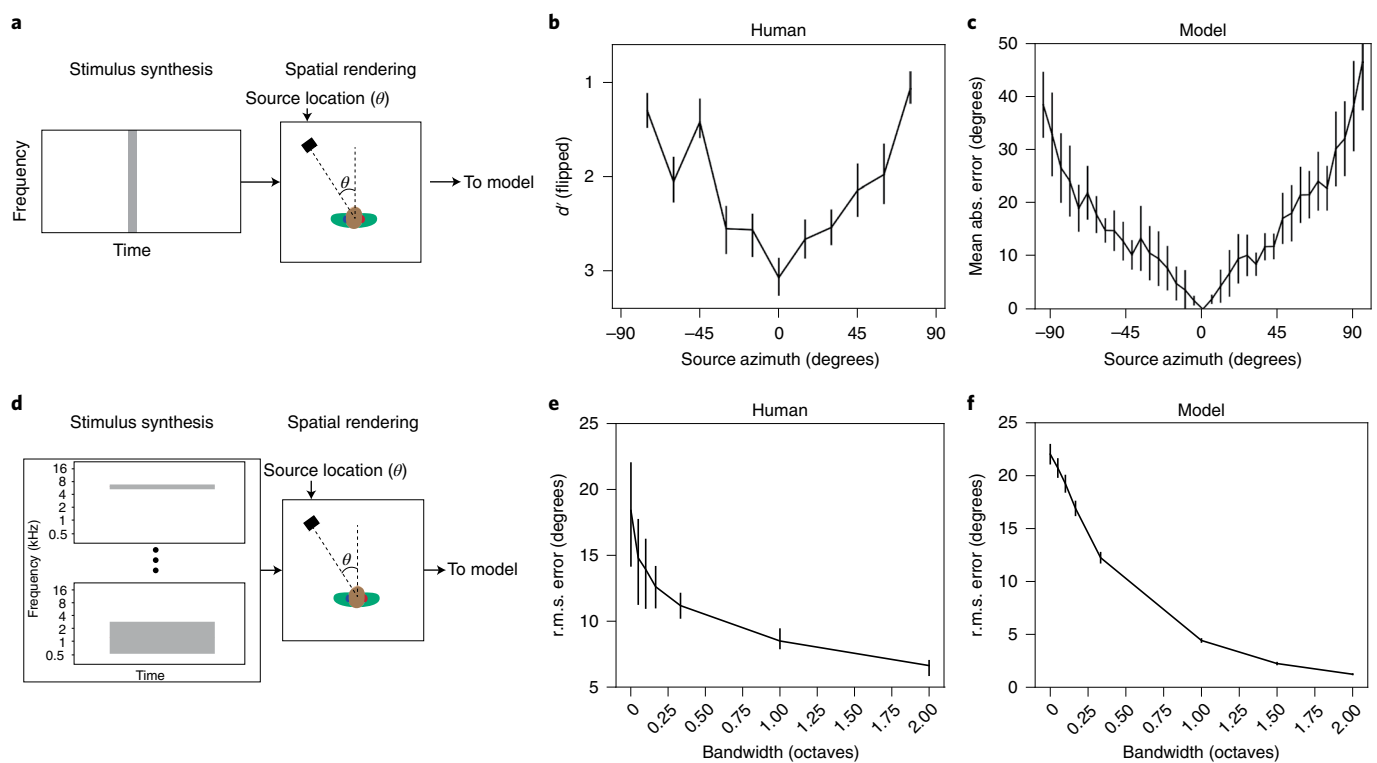 a
Stimulus synthesis
Spatial rendering
Source location (θ)
Frequency
Time
θ
To model
b
Human
d′ (flipped)
1
2
3
–90
–45
0
45
90
Source azimuth (degrees)
c
Model
Mean abs. error (degrees)
50
40
30
20
10
0
–90
–45
0
45
90
Source azimuth (degrees)
d
Stimulus synthesis
Spatial rendering
Source location (θ)
Frequency (kHz)
16
8
4
2
1
0.5
16
8
4
2
1
0.5
Time
θ
To model
e
Human
r.m.s. error (degrees)
25
20
15
10
5
0
0.25
0.50
0.75
1.00
1.25
1.50
1.75
2.00
Bandwidth (octaves)
f
Model
r.m.s. error (degrees)
25
20
15
10
5
0
0
0.25
0.50
0.75
1.00
1.25
1.50
1.75
2.00
Bandwidth (octaves)